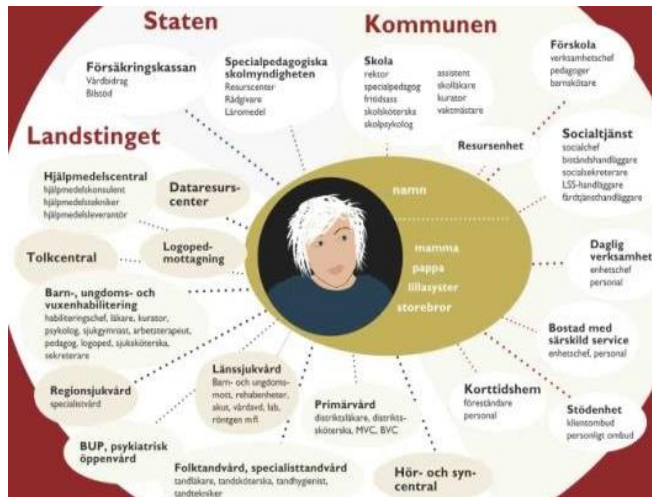 Staten
Kommunen
Försäkringskassan
Vårdbidrag
Bilstöd
Specialpedagogiska
skolmyndigheten
Resurscenter
Rådgivare
Läromedel
Skola
rektor
specialpedagog
fritidsass
skolsköterska
skolpsykolog
assistent
skolläkare
kurator
vaktmästare
Förskola
verksamhetschef
pedagoger
barnskötare
Landstinget
Resursenhet
Socialtjänst
socialchef
biståndshandläggare
socialsekreterare
LSS-handläggare
färdtjänsthandläggare
Hjälpmedelscentral
hjälpmedelskonsulent
hjälpmedelstekniker
hjälpmedelsleverantör
Dataresurs-
center
namn
mamma
pappa
lillasyster
storebror
Tolkcentral
Logoped-
mottagning
Daglig
verksamhet
enhetschef
personal
Barn-, ungdoms- och
vuxenhabilitering
habiliteringschef, läkare, kurator,
psykolog, sjukgymnast, arbetsterapeut,
pedagog, logoped, sjuksköterska,
sekreterare
Bostad med
särskild service
enhetschef, personal
Regionsjukvård
specialistvård
Länssjukvård
Barn- och ungdoms-
mott, rehabenheter,
akut, vårdavd, lab,
röntgen mfl
Primärvård
distriktsläkare, distrikts-
sköterska, MVC, BVC
Korttidshem
föreståndare
personal
Stödenhet
klientombud
personligt ombud
BUP, psykiatrisk
öppenvård
Folktandvård, specialisttandvård
tandläkare, tandsköterska, tandhygienist,
tandtekniker
Hör- och syn-
central